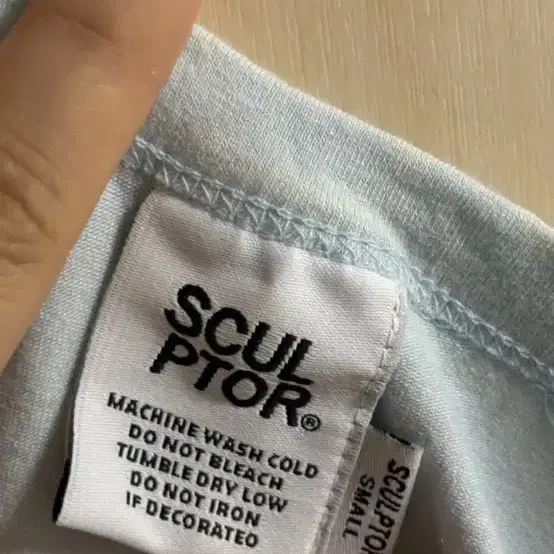 SCUL
PTOR®
MACHINE WASH COLD
DO NOT BLEACH
TUMBLE DRY LOW
DO NOT IRON
IF DECORATED
SCULPTOR
SMALL